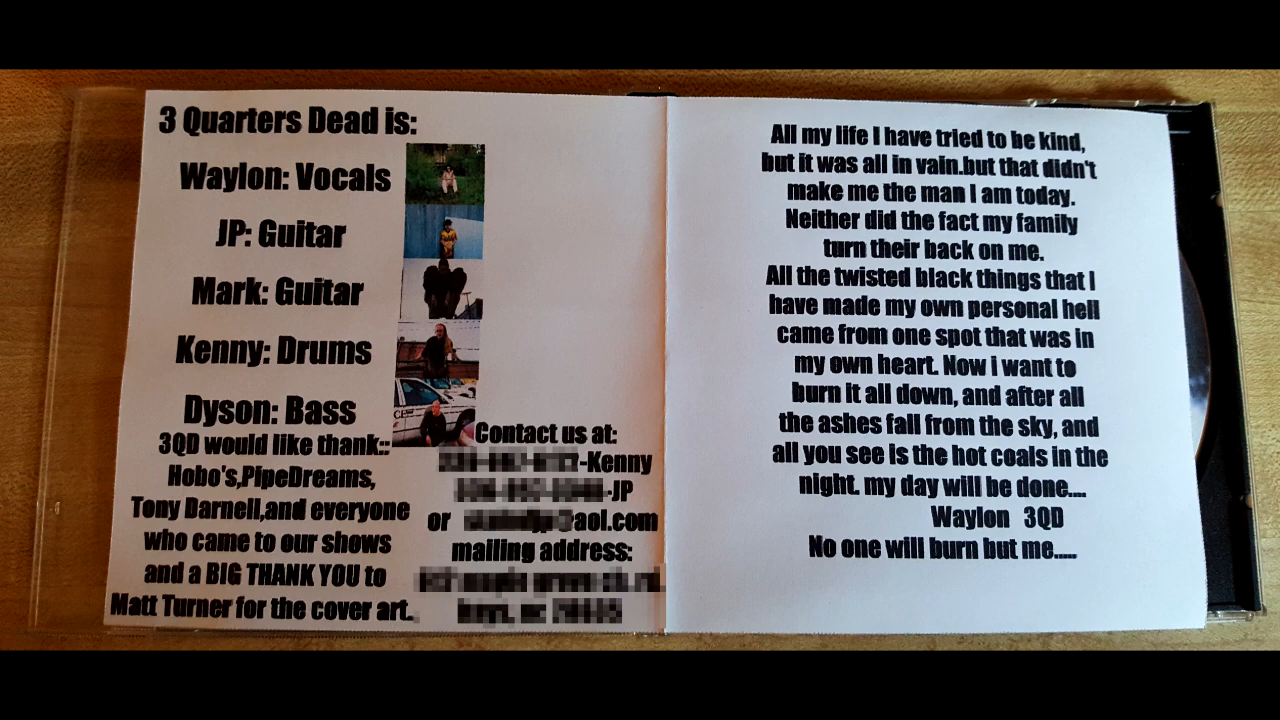 3 Quarters Dead is:
Waylon: Vocals
JP: Guitar
Mark: Guitar
Kenny: Drums
Dyson: Bass
3QD would like thank::
Hobo's,PipeDreams,
Tony Darnell,and everyone
who came to our shows
and a BIG THANK YOU to
Matt Turner for the cover art.
Contact us at:
-Kenny
-JP
or @aol.com
mailing address:
All my life I have tried to be kind,
but it was all in vain.but that didn't
make me the man I am today.
Neither did the fact my family
turn their back on me.
All the twisted black things that I
have made my own personal hell
came from one spot that was in
my own heart. Now i want to
burn it all down, and after all
the ashes fall from the sky, and
all you see is the hot coals in the
night. my day will be done....
Waylon 3QD
No one will burn but me.....